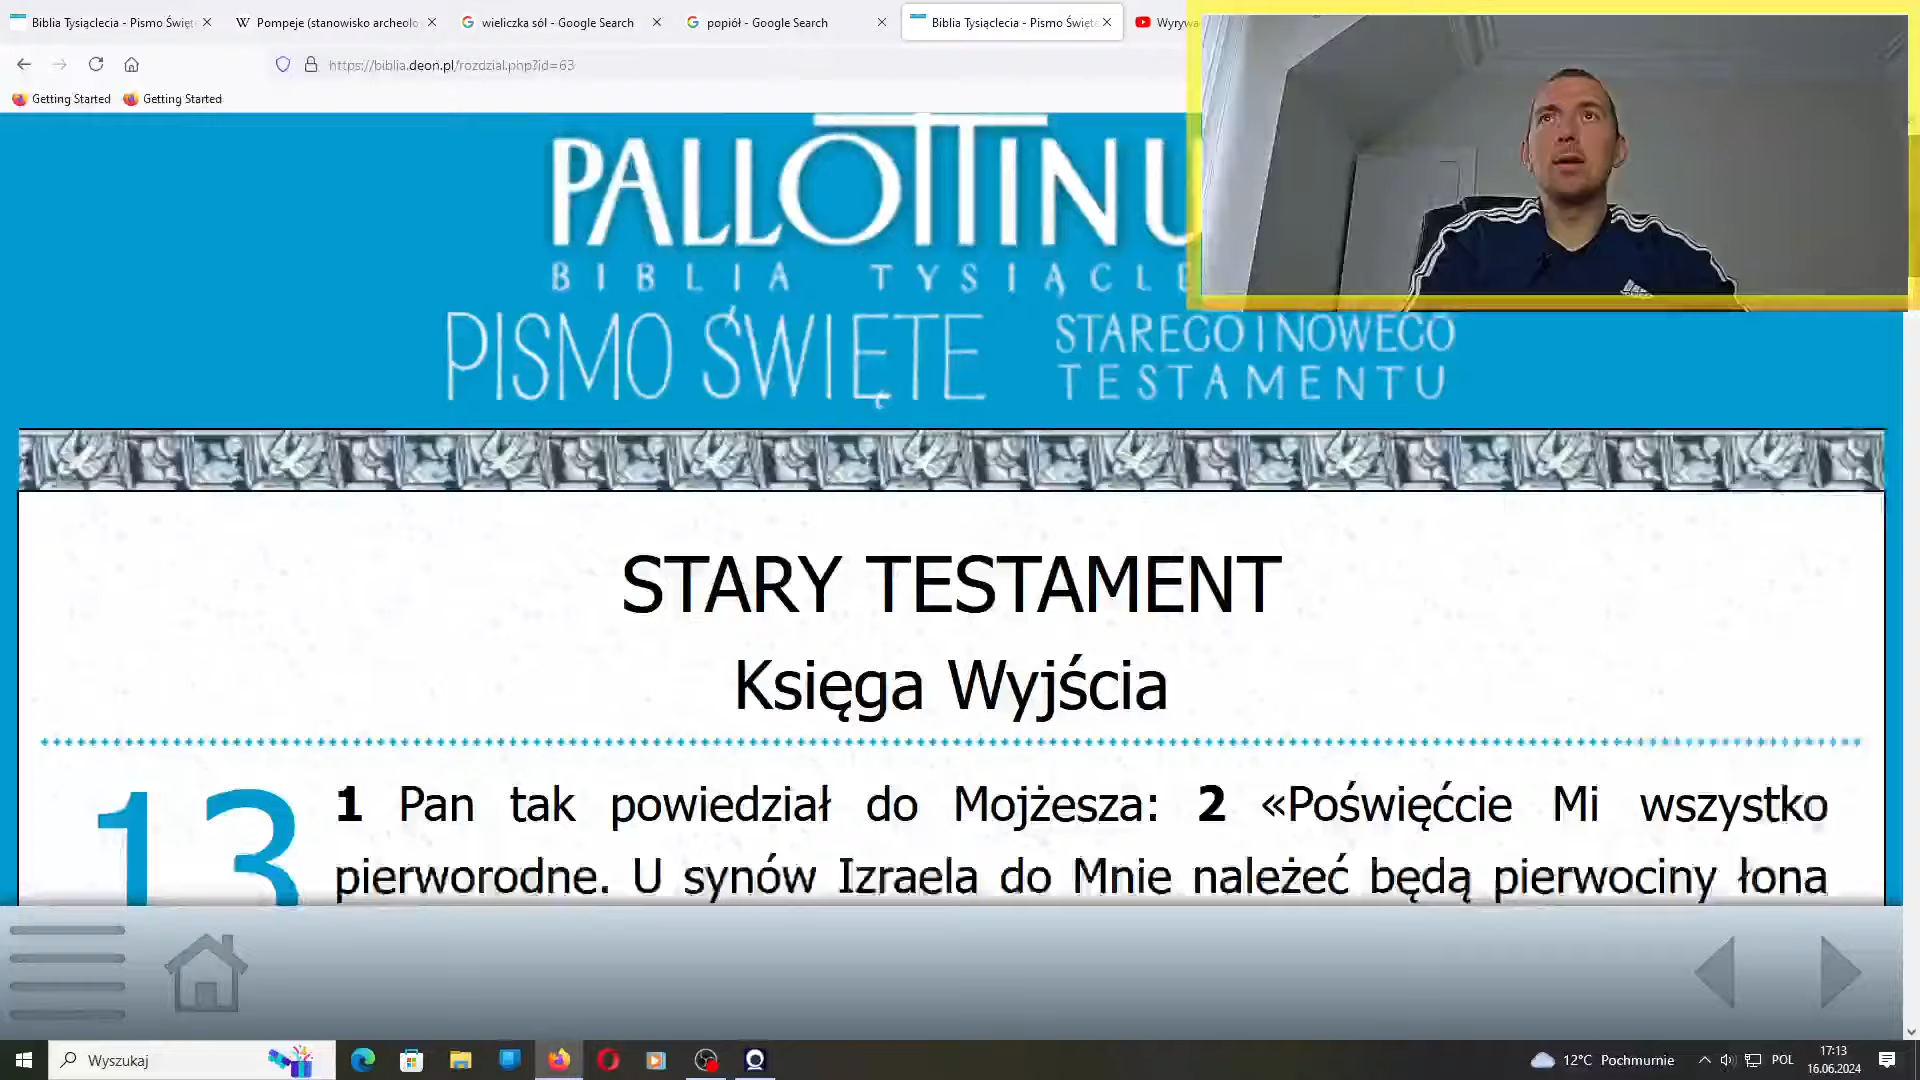 Biblia Tysiąclecia - Pismo Święt
Pompeje (stanowisko archeolo
wieliczka sól - Google Search
popiół - Google Search
Biblia Tysiąclecia - Pismo Święt
Wyrywa
https://biblia.deon.pl/rozdzial.php?id=63
Getting Started
Getting Started
PALLOTTINU
BIBLIA TYSIĄCLE
PISMO ŚWIĘTE
STAREGO I NOWEGO
TESTAMENTU
STARY TESTAMENT
Księga Wyjścia
13
1 Pan tak powiedział do Mojżesza: 2 «Poświęćcie Mi wszystko
pierworodne. U synów Izraela do Mnie należeć będą pierwociny łona
Wyszukaj
12°C Pochmurnie
POL
17:13
16.06.2024